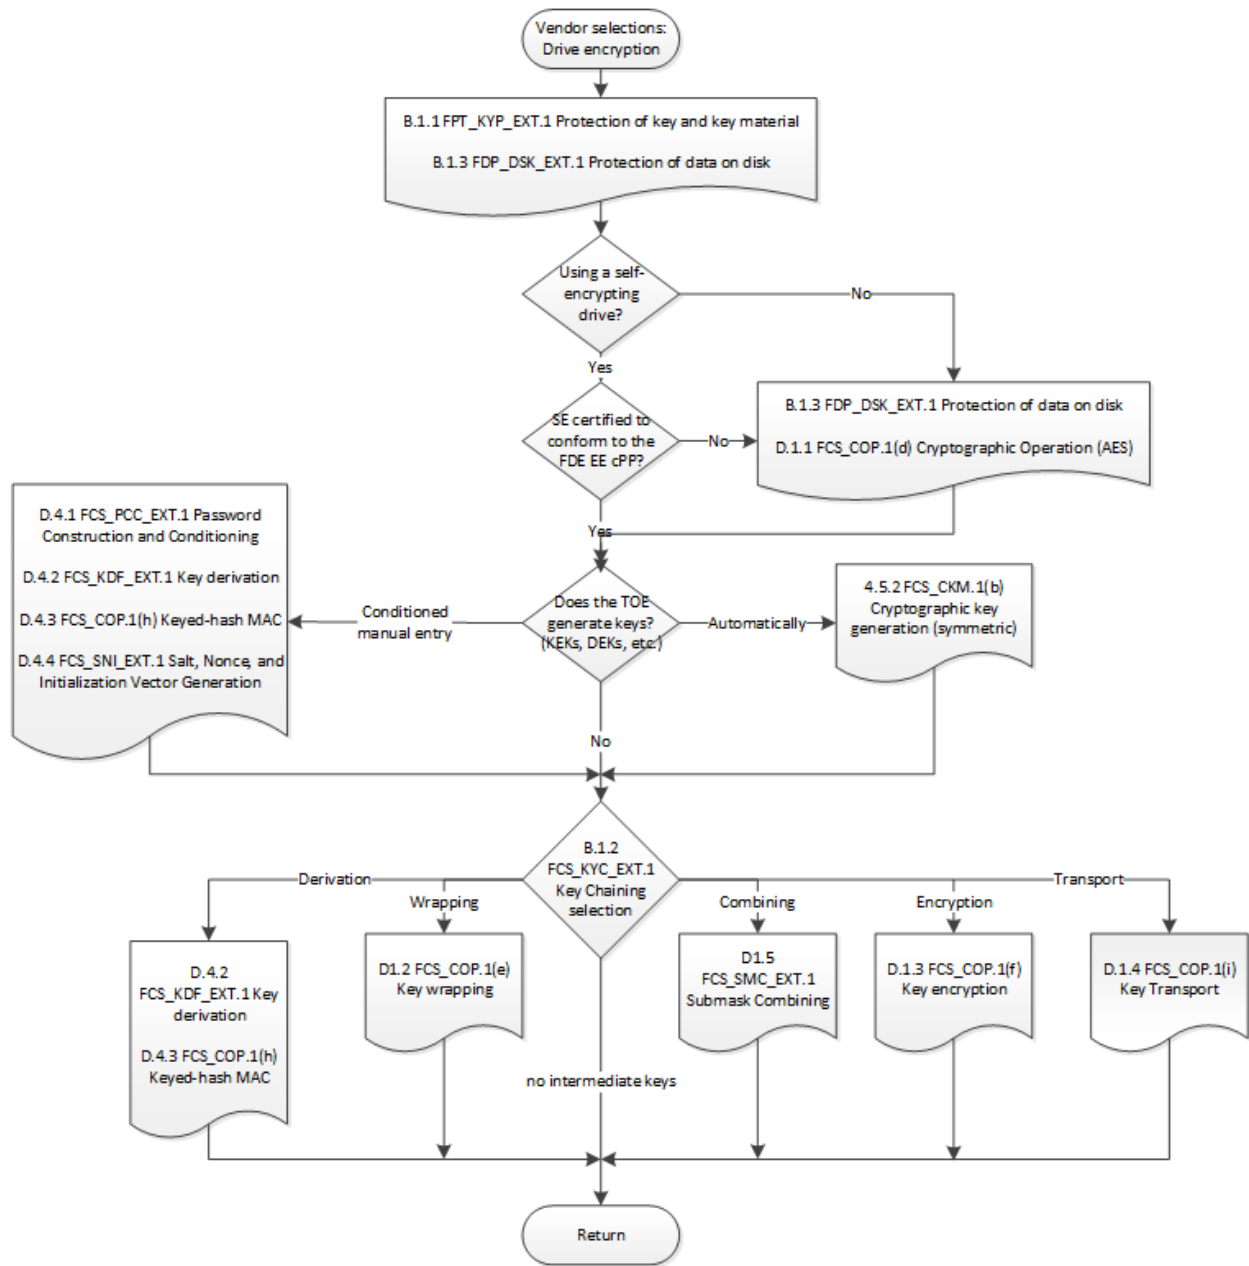 Vendor selections:
Drive encryption
B.1.1 FPT_KYP_EXT.1 Protection of key and key material
B.1.3 FDP_DSK_EXT.1 Protection of data on disk
Using a self-
encrypting
drive?
No
Yes
SE certified to
conform to the
FDE EE cPP?
No
B.1.3 FDP_DSK_EXT.1 Protection of data on disk
D.1.1 FCS_COP.1(d) Cryptographic Operation (AES)
Yes
D.4.1 FCS_PCC_EXT.1 Password
Construction and Conditioning
D.4.2 FCS_KDF_EXT.1 Key derivation
D.4.3 FCS_COP.1(h) Keyed-hash MAC
D.4.4 FCS_SNI_EXT.1 Salt, Nonce, and
Initialization Vector Generation
Conditioned
manual entry
Does the TOE
generate keys?
(KEKs, DEKs, etc.)
Automatically
4.5.2 FCS_CKM.1(b)
Cryptographic key
generation (symmetric)
No
B.1.2
FCS_KYC_EXT.1
Key Chaining
selection
Derivation
Wrapping
Combining
Encryption
Transport
D.4.2
FCS_KDF_EXT.1 Key
derivation
D.4.3 FCS_COP.1(h)
Keyed-hash MAC
D1.2 FCS_COP.1(e)
Key wrapping
D1.5
FCS_SMC_EXT.1
Submask Combining
D.1.3 FCS_COP.1(f)
Key encryption
D.1.4 FCS_COP.1(i)
Key Transport
no intermediate keys
Return